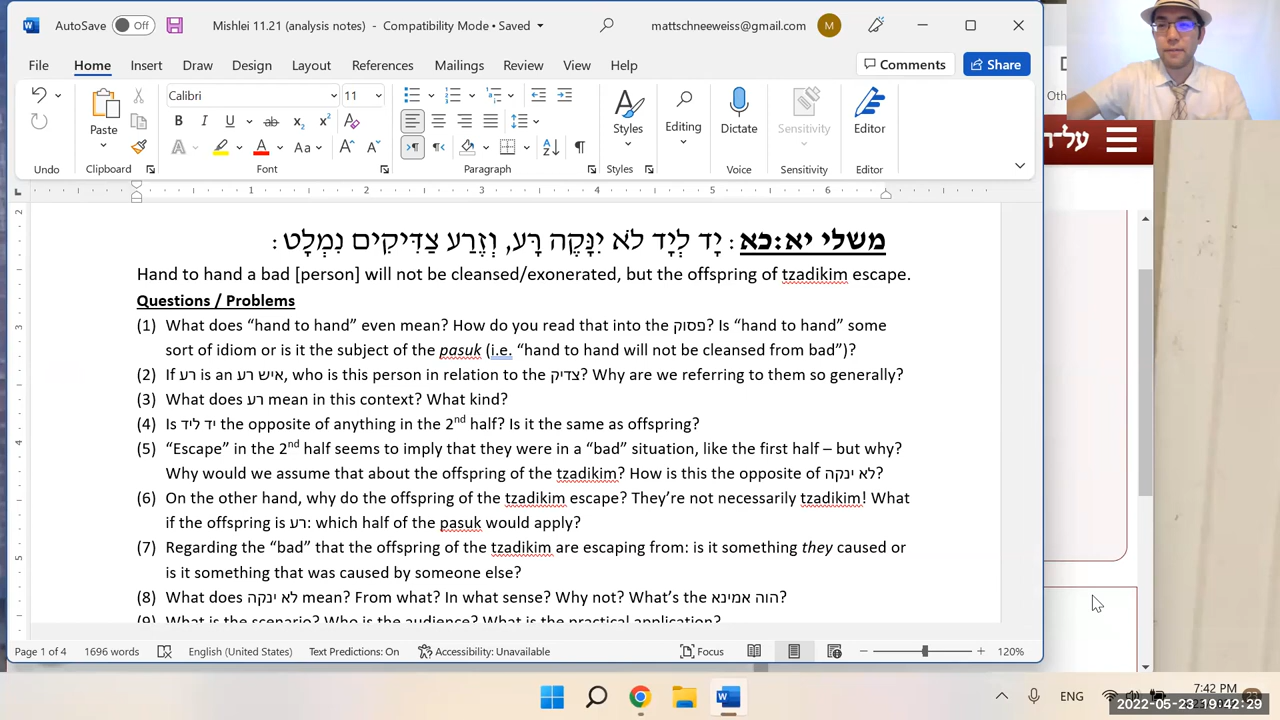 AutoSave Off Mishlei 11.21 (analysis notes) - Compatibility Mode • Saved mattschneeweiss@gmail.com M
File Home Insert Draw Design Layout References Mailings Review View Help Comments Share
Calibri 11
Paste Styles Editing Dictate Sensitivity Editor
Undo Clipboard Font Paragraph Styles Voice Sensitivity Editor
על־ה
משלי יא:כא: יָד לְיָד לֹא יִנָּקֶה רָּע, וְזֶרַע צַדִּיקִים נִמְלָט:
Hand to hand a bad [person] will not be cleansed/exonerated, but the offspring of tzadikim escape.
Questions / Problems
(1) What does “hand to hand” even mean? How do you read that into the פסוק? Is “hand to hand” some
sort of idiom or is it the subject of the pasuk (i.e. “hand to hand will not be cleansed from bad”)?
(2) If רע is an איש רע, who is this person in relation to the צדיק? Why are we referring to them so generally?
(3) What does רע mean in this context? What kind?
(4) Is יד ליד the opposite of anything in the 2nd half? Is it the same as offspring?
(5) “Escape” in the 2nd half seems to imply that they were in a “bad” situation, like the first half – but why?
Why would we assume that about the offspring of the tzadikim? How is this the opposite of לא ינקה?
(6) On the other hand, why do the offspring of the tzadikim escape? They’re not necessarily tzadikim! What
if the offspring is רע: which half of the pasuk would apply?
(7) Regarding the “bad” that the offspring of the tzadikim are escaping from: is it something they caused or
is it something that was caused by someone else?
(8) What does לא ינקה mean? From what? In what sense? Why not? What’s the הוה אמינא?
(9) What is the scenario? Who is the audience? What is the practical application?
Page 1 of 4 1696 words English (United States) Text Predictions: On Accessibility: Unavailable Focus 120%
ENG 7:42 PM
2022-05-23 19:42:29